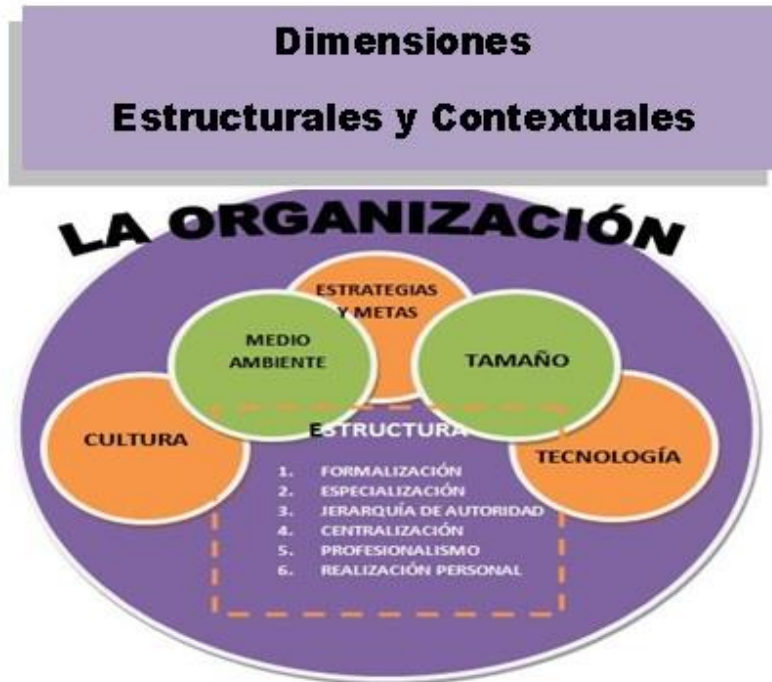 Dimensiones
Estructurales y Contextuales
LA ORGANIZACIÓN
ESTRATEGIAS
Y METAS
MEDIO
AMBIENTE
TAMAÑO
CULTURA
TECNOLOGÍA
ESTRUCTURA
1. FORMALIZACIÓN
2. ESPECIALIZACIÓN
3. JERARQUÍA DE AUTORIDAD
4. CENTRALIZACIÓN
5. PROFESIONALISMO
6. REALIZACIÓN PERSONAL